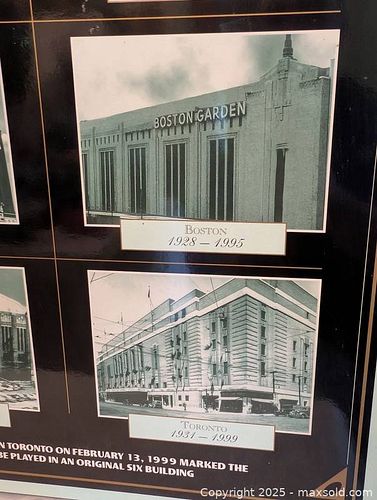 BOSTON GARDEN
BOSTON
1928 — 1995
TORONTO
1931 — 1999
N TORONTO ON FEBRUARY 13, 1999 MARKED THE
BE PLAYED IN AN ORIGINAL SIX BUILDING
Copyright © 2025 - maxsold.com